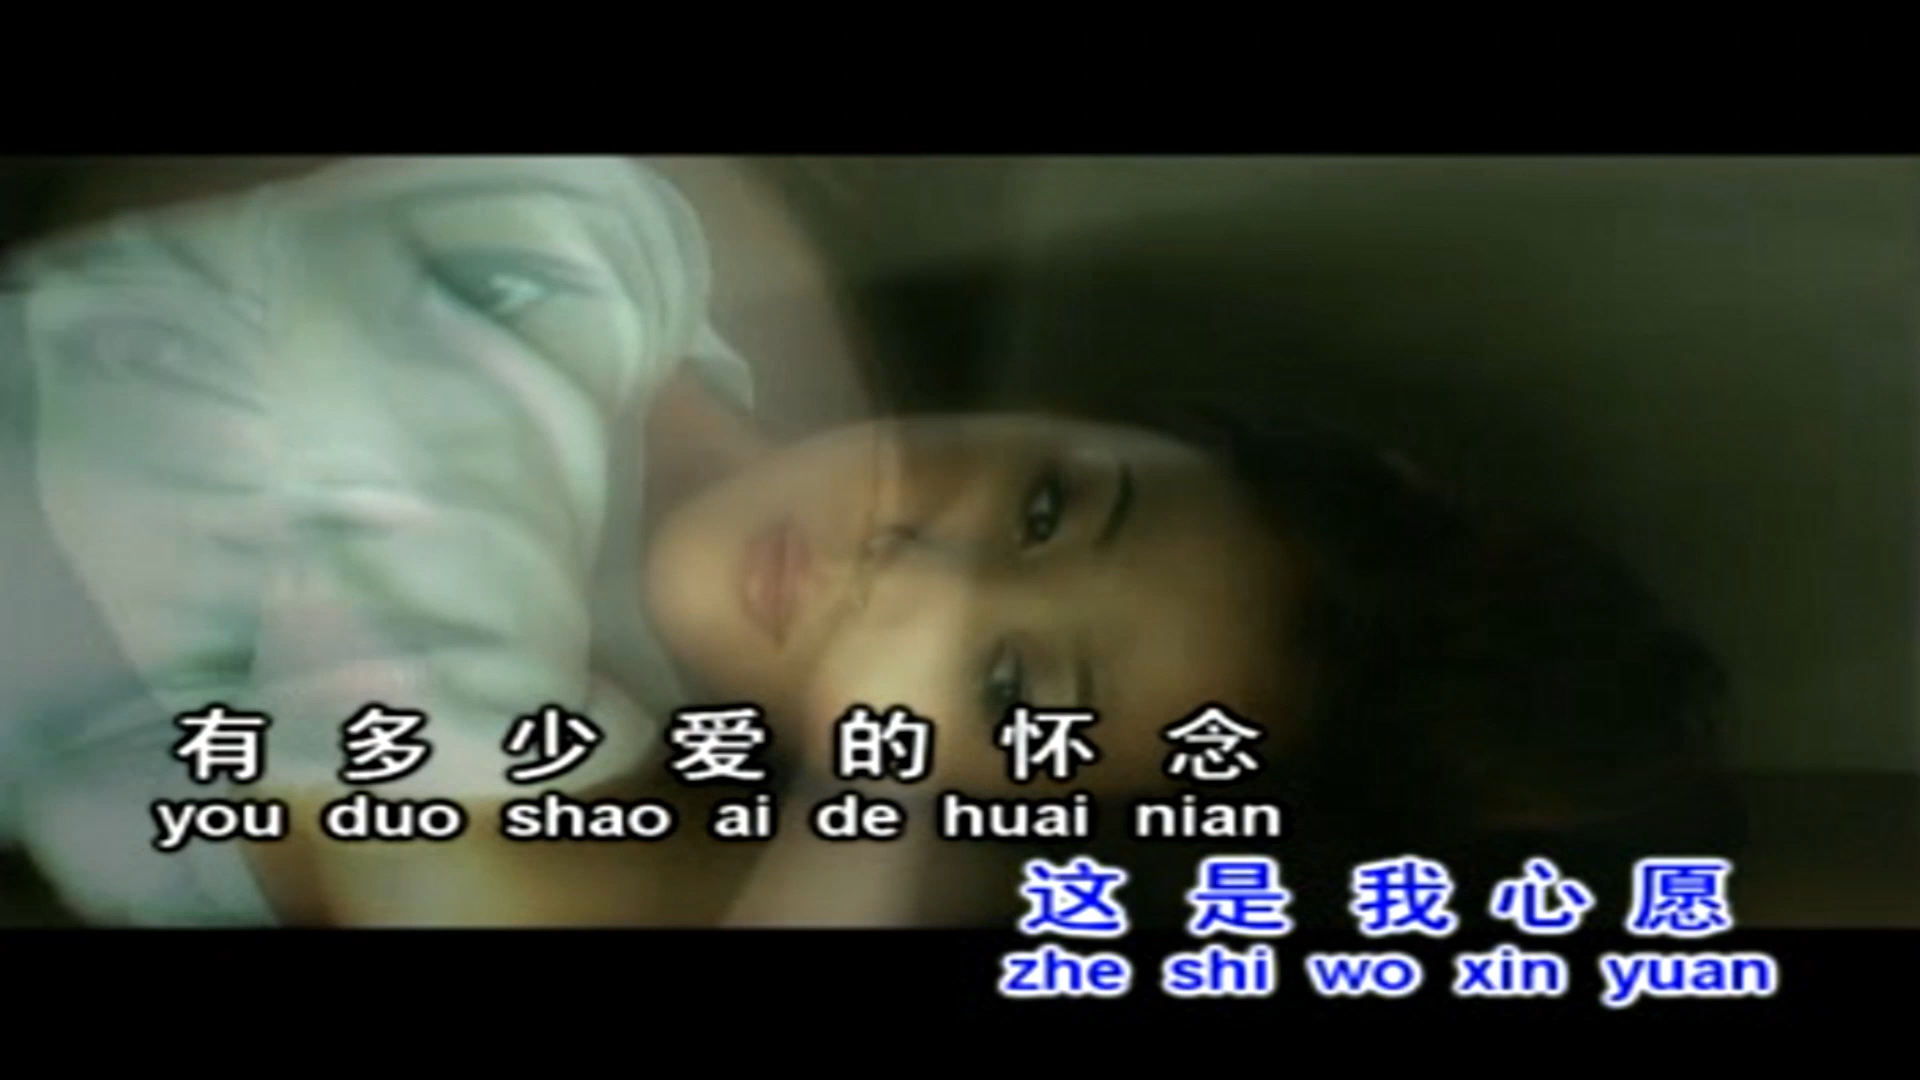 有 多 少 爱 的 怀 念
you duo shao ai de huai nian
这 是 我 心 愿
zhe shi wo xin yuan